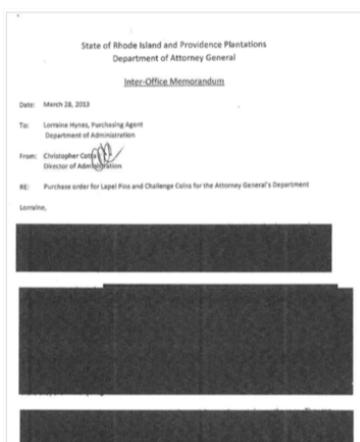 State of Rhode Island and Providence Plantations
Department of Attorney General
Inter-Office Memorandum
Date: March 28, 2013
To: Lorraine Hynes, Purchasing Agent
Department of Administration
From: Christopher Cotta
Director of Administration
RE: Purchase order for Lapel Pins and Challenge Coins for the Attorney General's Department
Lorraine,